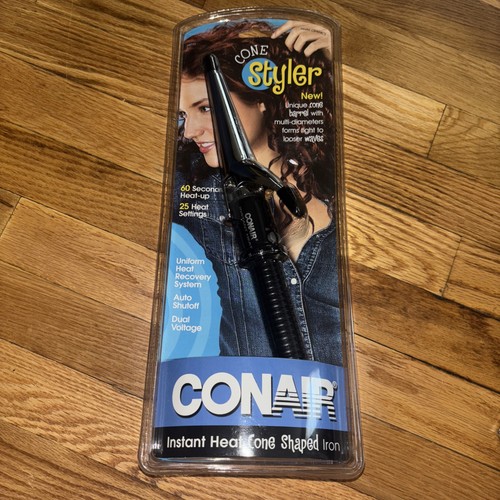 CONE
Styler
New!
Unique cone
barrel with
multi-diameters
forms tight to
looser waves
60 Second
Heat-up
25 Heat
Settings
CONAIR
Uniform
Heat
Recovery
System
Auto
Shutoff
Dual
Voltage
CONAIR®
Instant Heat Cone Shaped Iron